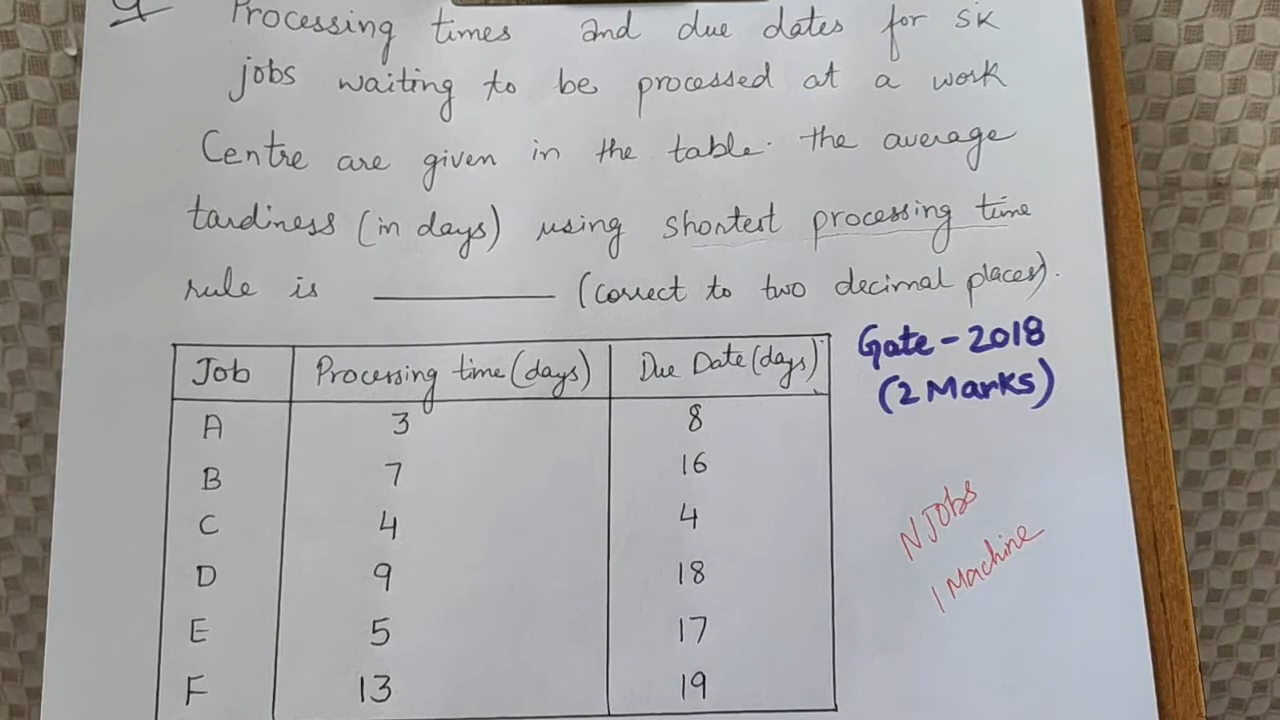 Q Processing times and due dates for six
jobs waiting to be processed at a work
Centre are given in the table. the average
tardiness (in days) using shortest processing time
rule is ________ (correct to two decimal places).
Job Processing time (days) Due Date (days)
A 3 8
B 7 16
C 4 4
D 9 18
E 5 17
F 13 19
Gate - 2018
(2 Marks)
N Jobs
1 Machine